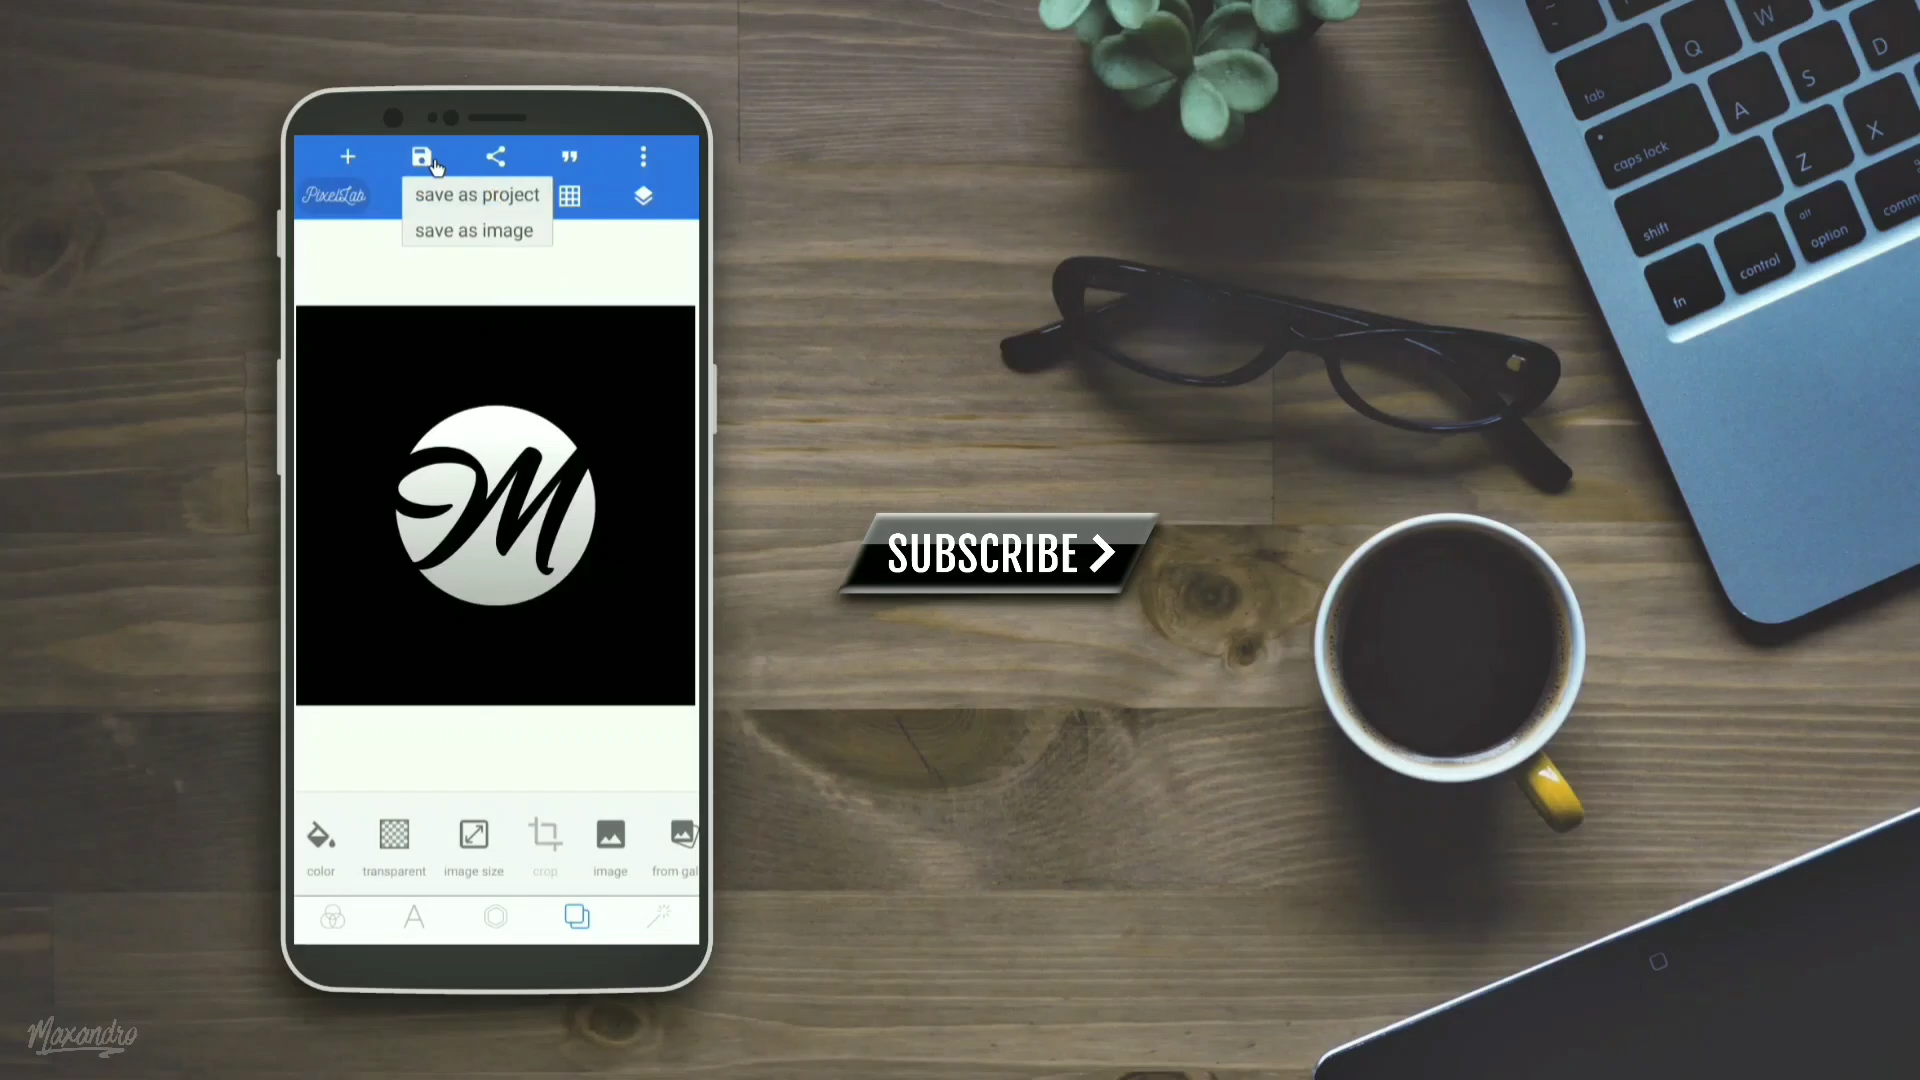 PixelLab
save as project
save as image
M
color
transparent
image size
crop
image
from gal
A
SUBSCRIBE
Maxandro
~
W
Q
D
tab
S
A
X
caps lock
Z
shift
alt
option
comm
control
fn